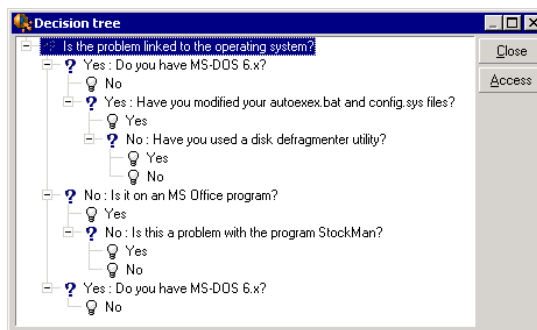 Decision tree
Is the problem linked to the operating system?
Close
Yes : Do you have MS-DOS 6.x?
No
Access
Yes : Have you modified your autoexex.bat and config.sys files?
Yes
No : Have you used a disk defragmenter utility?
Yes
No
No : Is it on an MS Office program?
Yes
No : Is this a problem with the program StockMan?
Yes
No
Yes : Do you have MS-DOS 6.x?
No